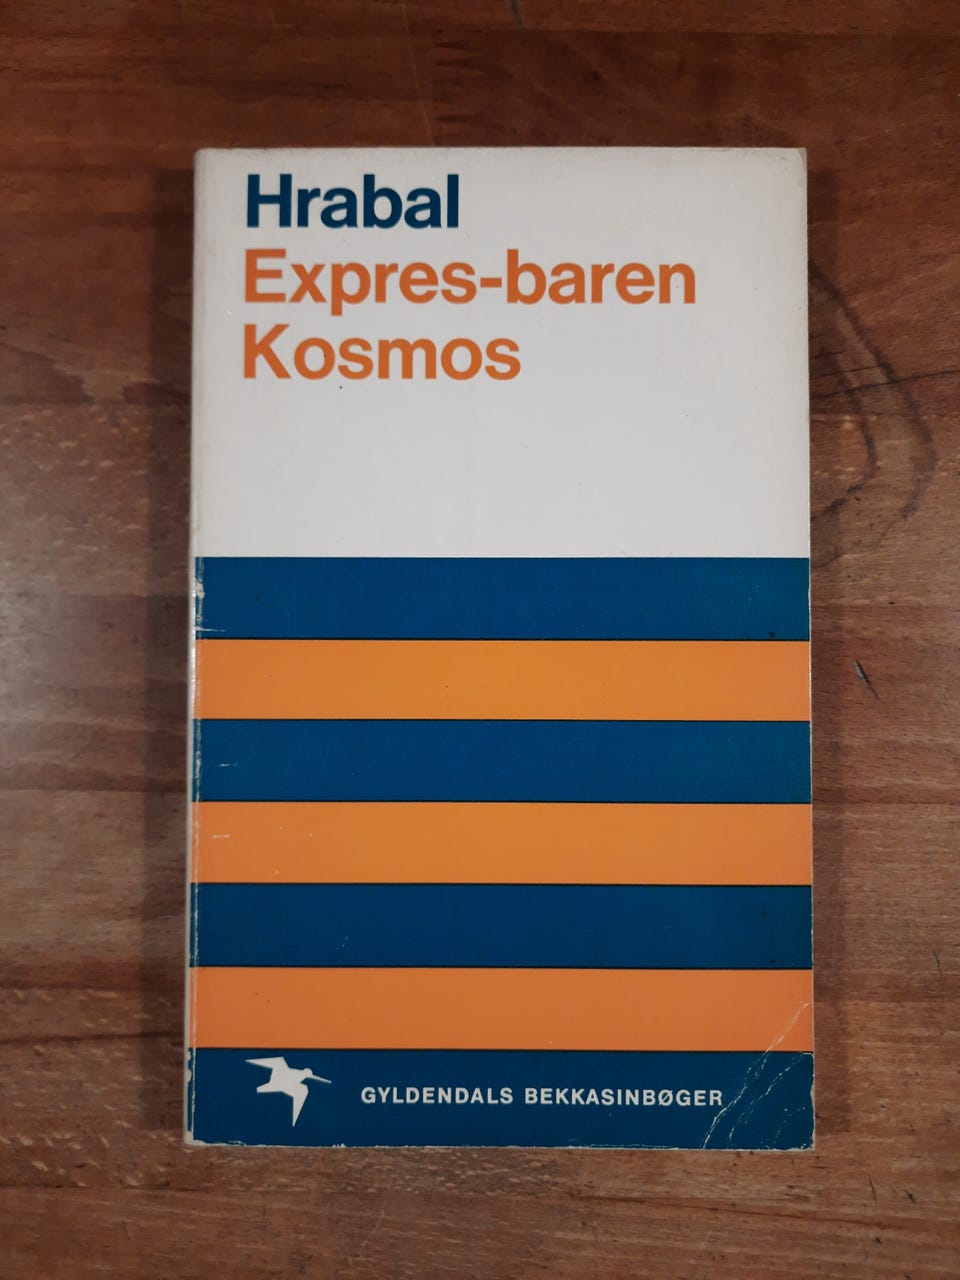 Hrabal
Expres-baren
Kosmos
GYLDENDALS BEKKASINBØGER